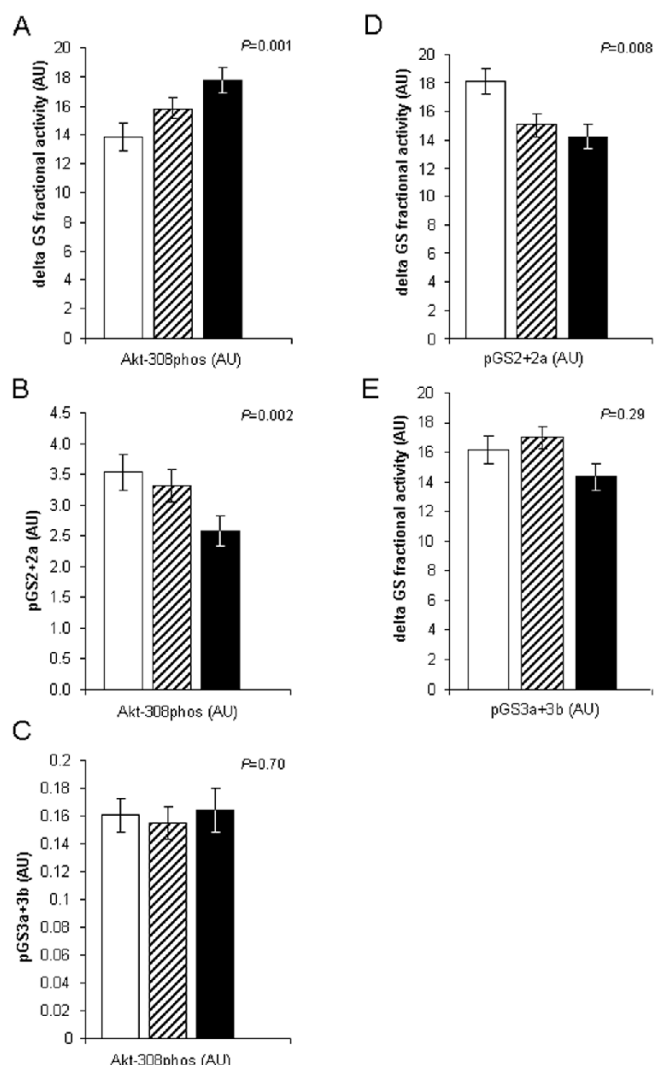 A
P=0.001
delta GS fractional activity (AU)
20
18
16
14
12
10
8
6
4
2
0
Akt-308phos (AU)
B
P=0.002
pGS2+2a (AU)
4.5
4.0
3.5
3.0
2.5
2.0
1.5
1.0
0.5
0.0
Akt-308phos (AU)
C
P=0.70
pGS3a+3b (AU)
0.2
0.18
0.16
0.14
0.12
0.1
0.08
0.06
0.04
0.02
0
Akt-308phos (AU)
D
P=0.008
delta GS fractional activity (AU)
20
18
16
14
12
10
8
6
4
2
0
pGS2+2a (AU)
E
P=0.29
delta GS fractional activity (AU)
20
18
16
14
12
10
8
6
4
2
0
pGS3a+3b (AU)